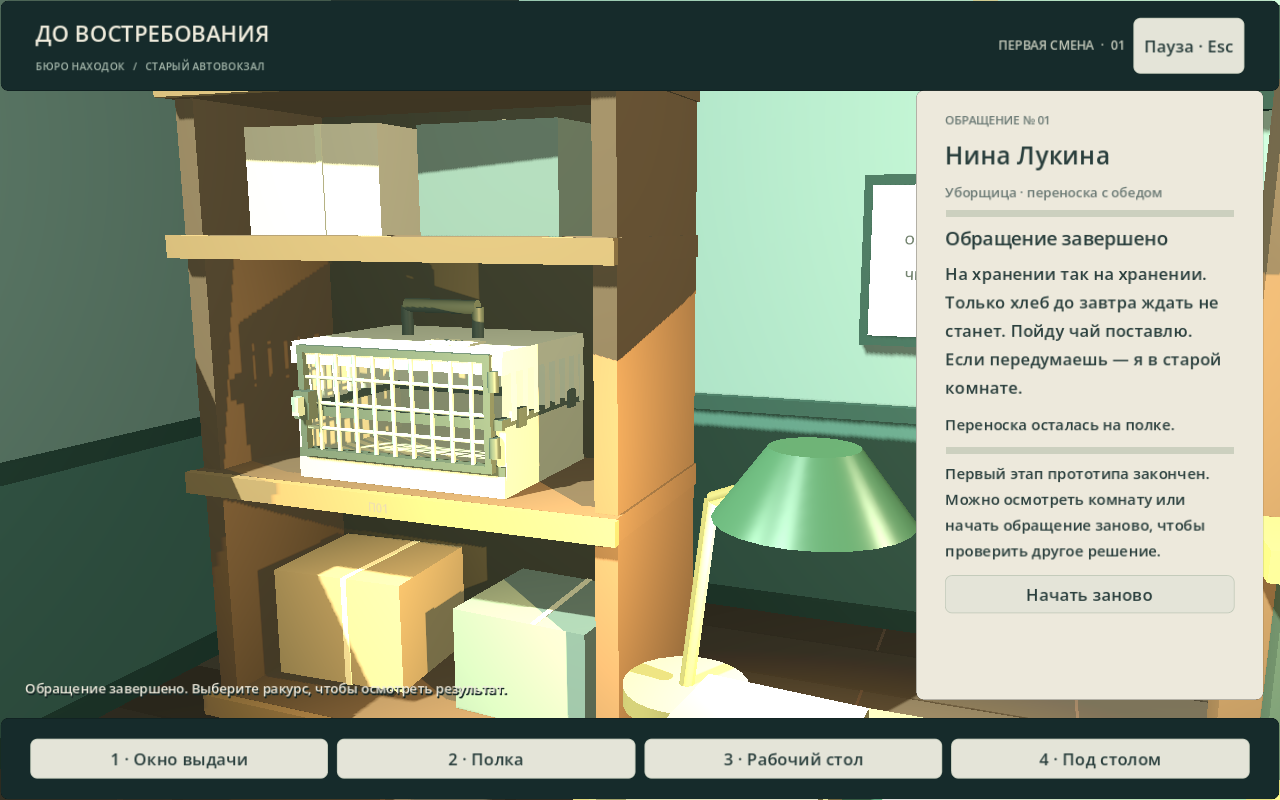 ДО ВОСТРЕБОВАНИЯ
БЮРО НАХОДОК / СТАРЫЙ АВТОВОКЗАЛ
ПЕРВАЯ СМЕНА · 01
Пауза · Esc
ОБРАЩЕНИЕ № 01
Нина Лукина
Уборщица · переноска с обедом
Обращение завершено
На хранении так на хранении.
Только хлеб до завтра ждать не
станет. Пойду чай поставлю.
Если передумаешь — я в старой
комнате.
Переноска осталась на полке.
Первый этап прототипа закончен.
Можно осмотреть комнату или
начать обращение заново, чтобы
проверить другое решение.
Начать заново
Обращение завершено. Выберите ракурс, чтобы осмотреть результат.
1 · Окно выдачи
2 · Полка
3 · Рабочий стол
4 · Под столом